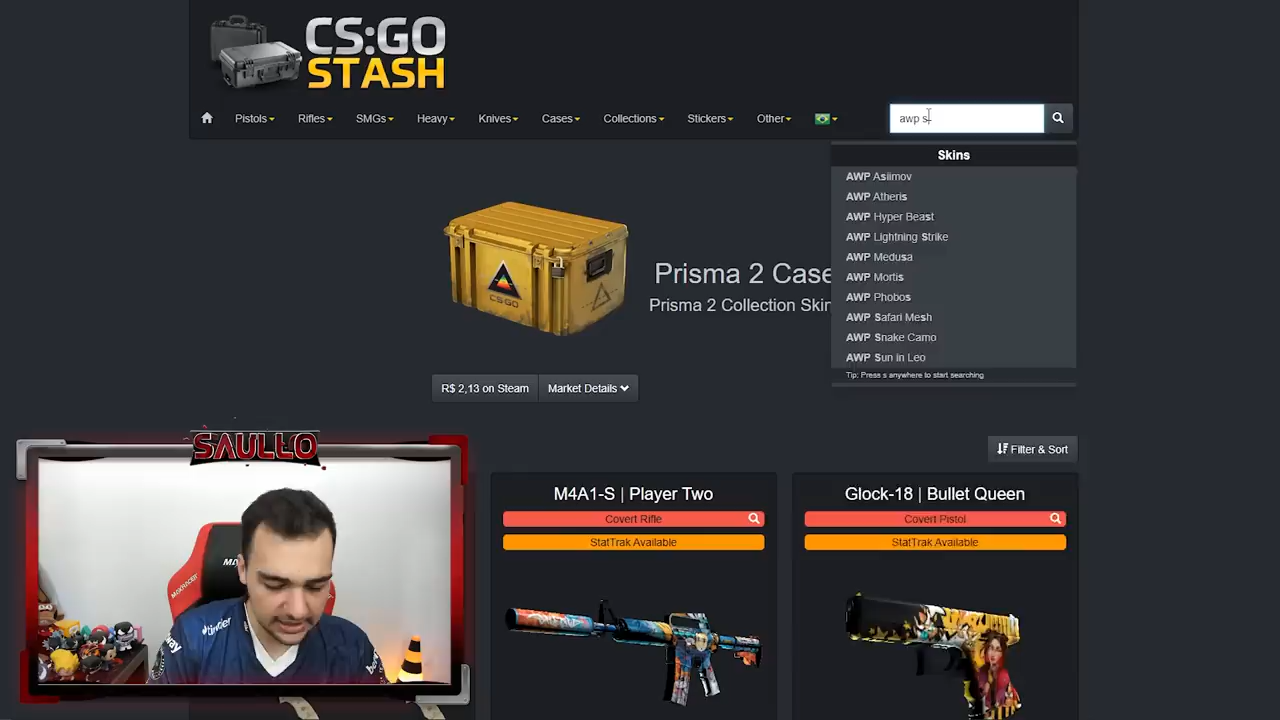 CS:GO
STASH
Pistols Rifles SMGs Heavy Knives Cases Collections Stickers Other
awp s
Skins
AWP Asiimov
AWP Atheris
AWP Hyper Beast
AWP Lightning Strike
AWP Medusa
AWP Mortis
AWP Phobos
AWP Safari Mesh
AWP Snake Camo
AWP Sun in Leo
Tip: Press s anywhere to start searching
CS:GO
Prisma 2 Case
Prisma 2 Collection Skin
R$ 2,13 on Steam Market Details
Filter & Sort
SAULLO
M4A1-S | Player Two
Covert Rifle
StatTrak Available
Glock-18 | Bullet Queen
Covert Pistol
StatTrak Available
MAXRACER
tinder